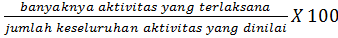 banyaknya aktivitas yang terlaksana
jumlah keseluruhan aktivitas yang dinilai
X 100